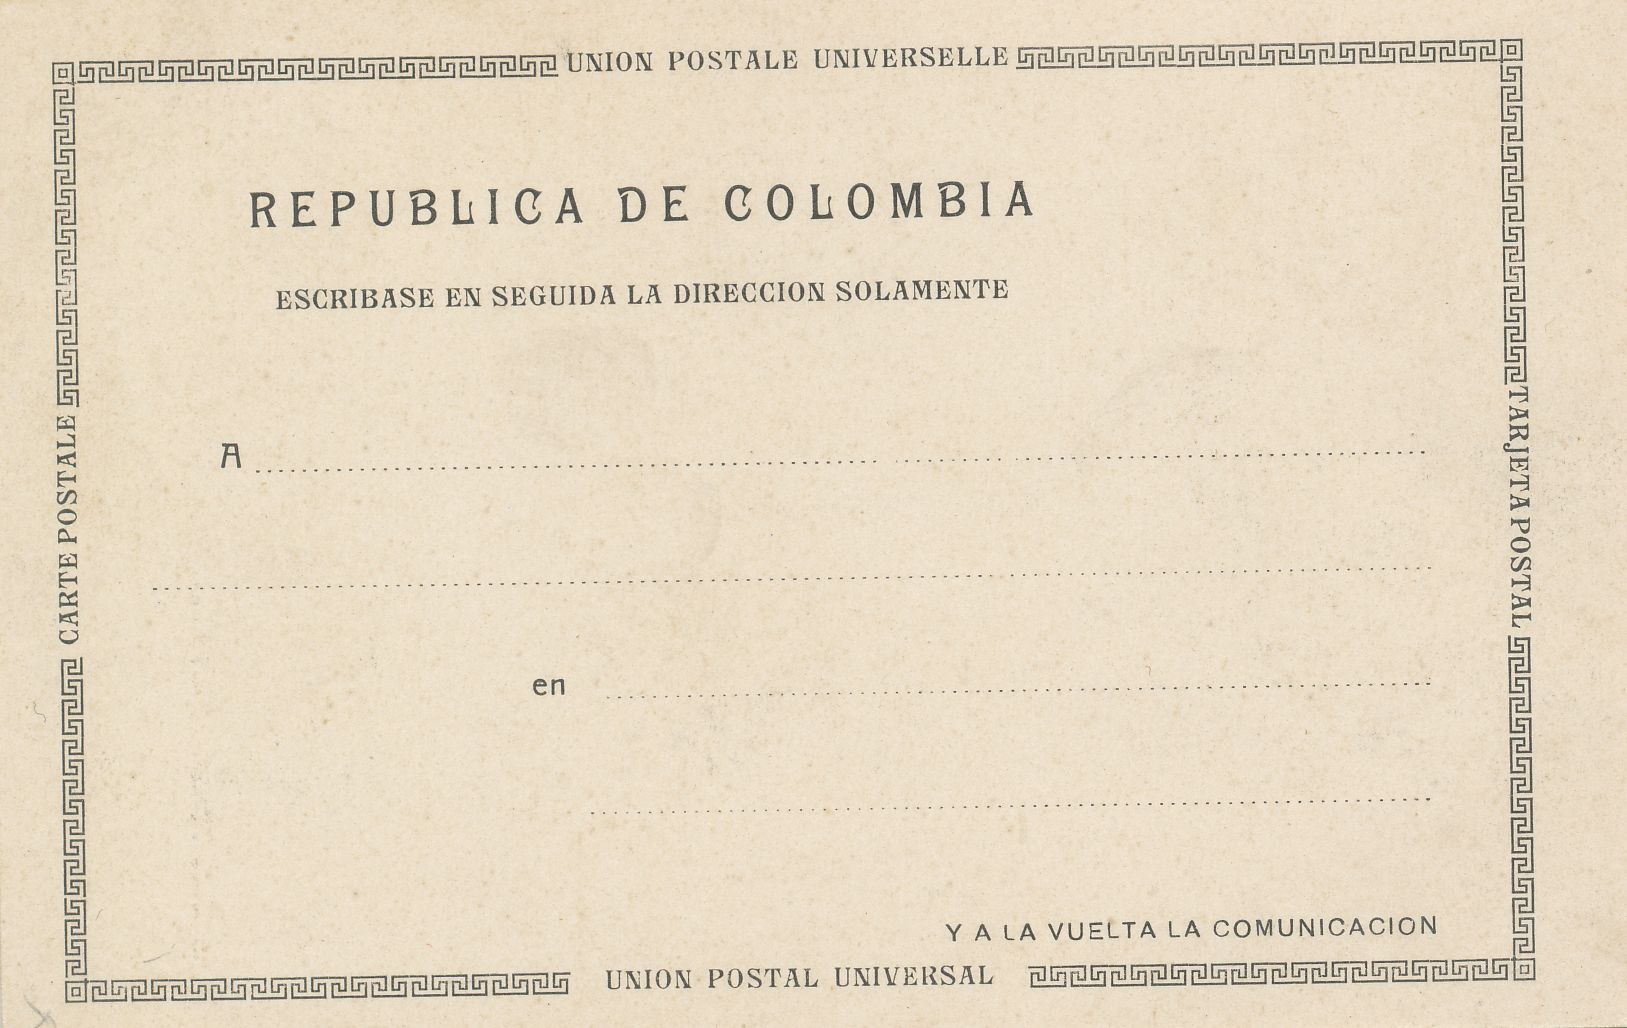 UNION POSTALE UNIVERSELLE
REPUBLICA DE COLOMBIA
ESCRIBASE EN SEGUIDA LA DIRECCION SOLAMENTE
CARTE POSTALE
TARJETA POSTAL
A
en
Y A LA VUELTA LA COMUNICACION
UNION POSTAL UNIVERSAL